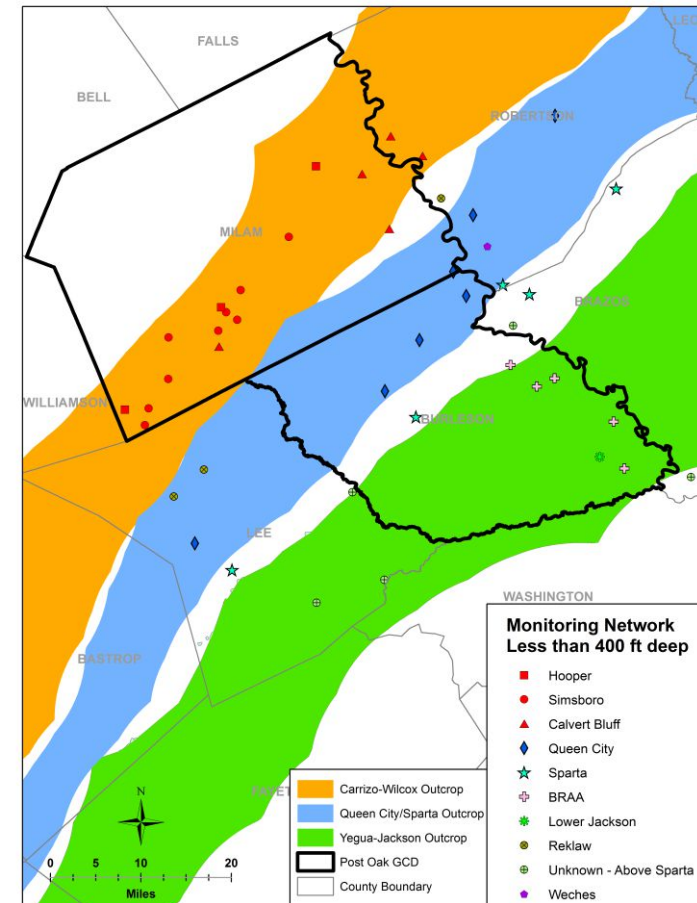 LEO
FALLS
BELL
ROBERTSON
MILAM
BRAZOS
WILLIAMSON
BURLESON
LEE
WASHINGTON
BASTROP
FAYET
N
0 5 10 20
Miles
Carrizo-Wilcox Outcrop
Queen City/Sparta Outcrop
Yegua-Jackson Outcrop
Post Oak GCD
County Boundary
Monitoring Network
Less than 400 ft deep
Hooper
Simsboro
Calvert Bluff
Queen City
Sparta
BRAA
Lower Jackson
Reklaw
Unknown - Above Sparta
Weches